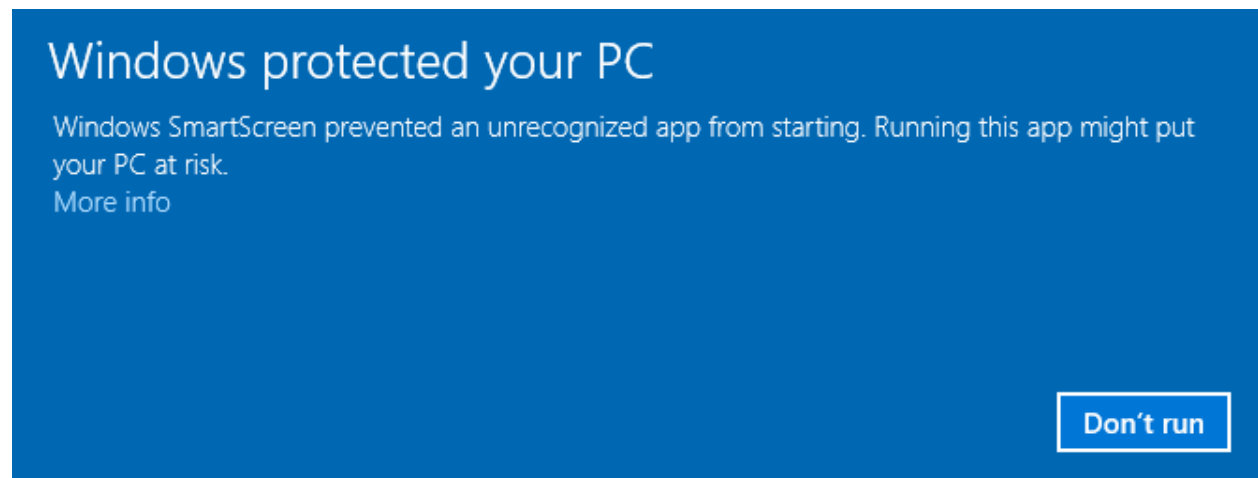 Windows protected your PC
Windows SmartScreen prevented an unrecognized app from starting. Running this app might put
your PC at risk.
More info
Don't run